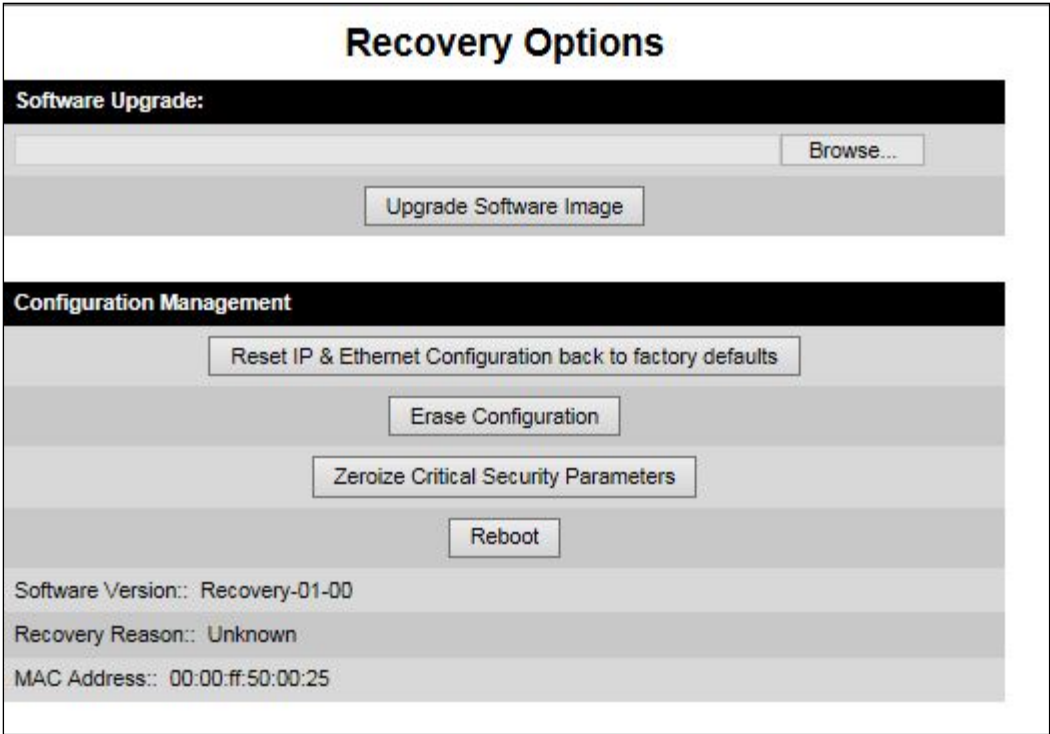 Recovery Options
Software Upgrade:
Browse...
Upgrade Software Image
Configuration Management
Reset IP & Ethernet Configuration back to factory defaults
Erase Configuration
Zeroize Critical Security Parameters
Reboot
Software Version:: Recovery-01-00
Recovery Reason:: Unknown
MAC Address:: 00:00:ff:50:00:25